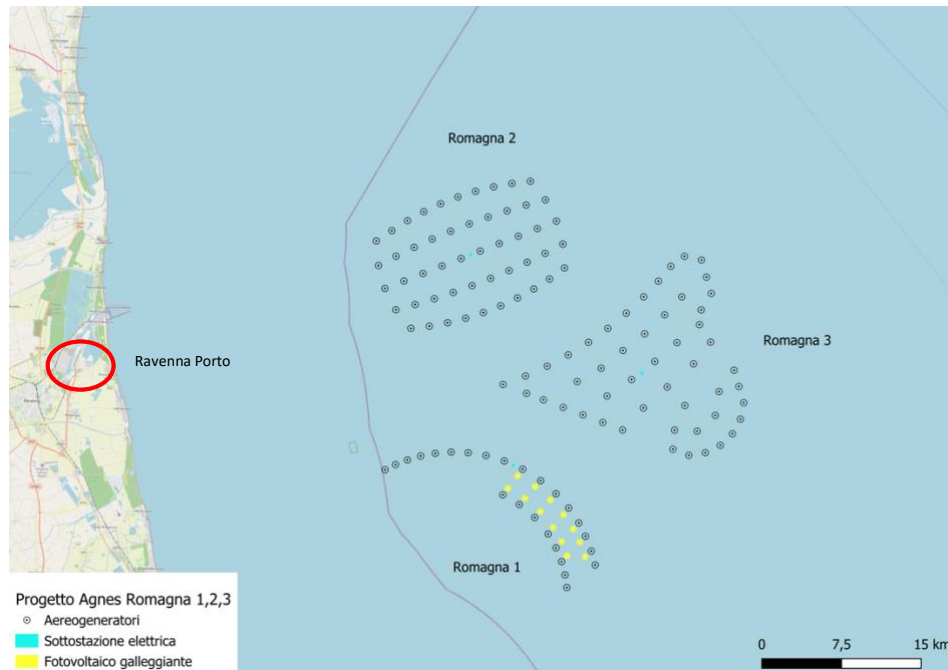 Romagna 2
Romagna 3
Ravenna Porto
Romagna 1
Progetto Agnes Romagna 1,2,3
Aereogeneratori
Sottostazione elettrica
Fotovoltaico galleggiante
0 7,5 15 km